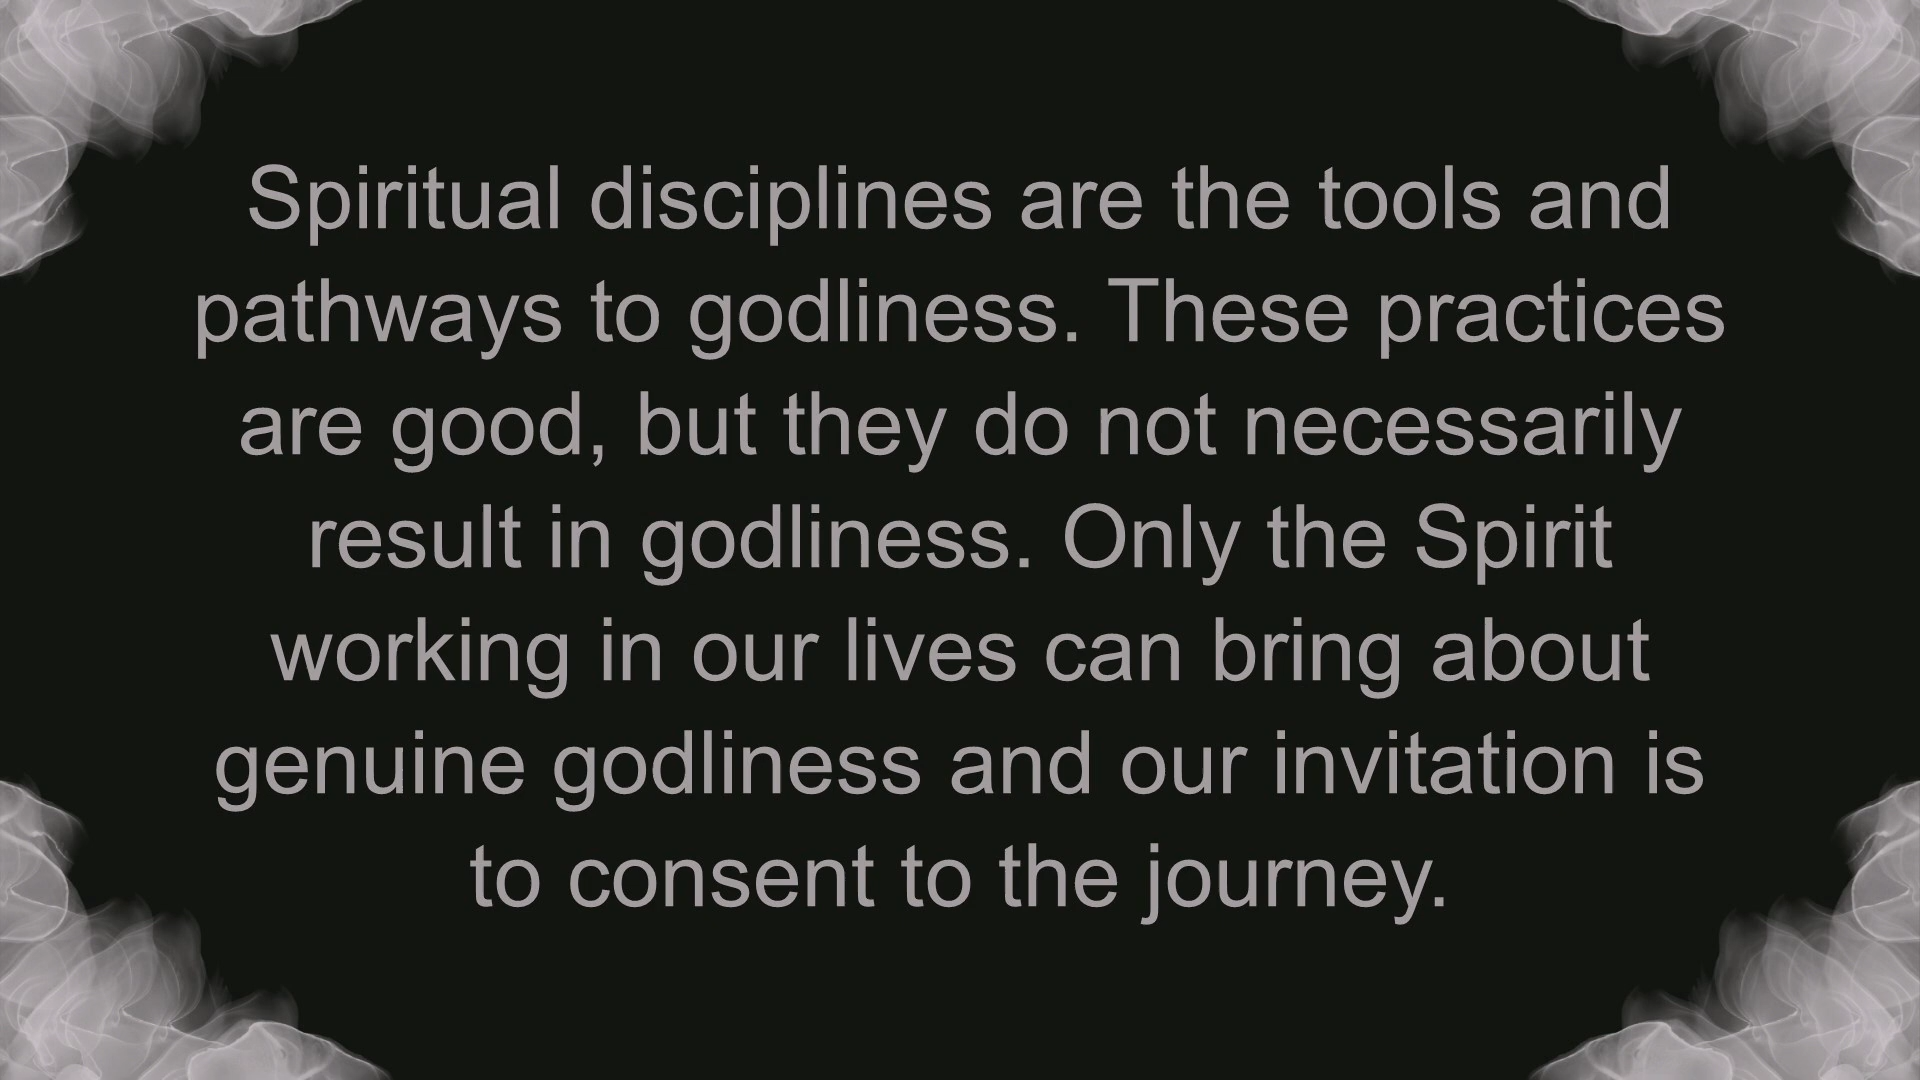 Spiritual disciplines are the tools and
pathways to godliness. These practices
are good, but they do not necessarily
result in godliness. Only the Spirit
working in our lives can bring about
genuine godliness and our invitation is
to consent to the journey.